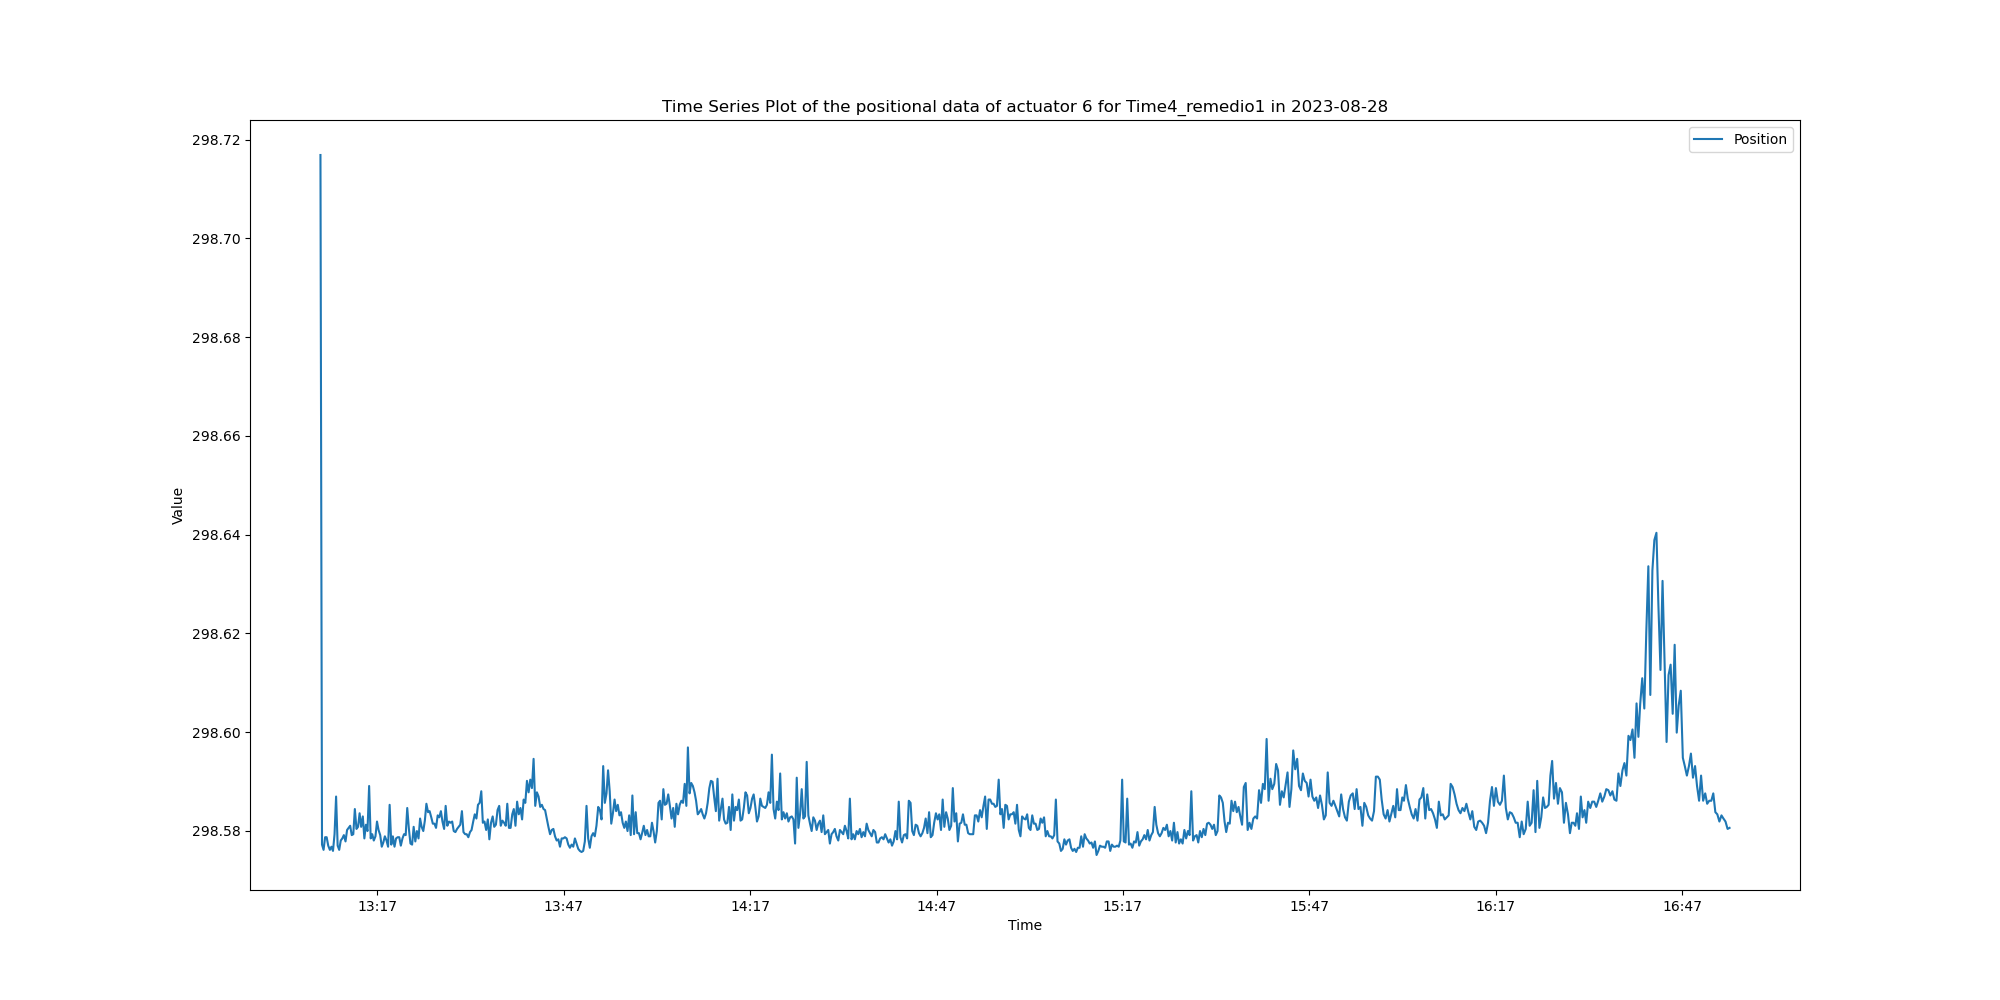 Time Series Plot of the positional data of actuator 6 for Time4_remedio1 in 2023-08-28
Position
298.72
298.70
298.68
298.66
298.64
298.62
298.60
298.58
Value
13:17 13:47 14:17 14:47 15:17 15:47 16:17 16:47
Time